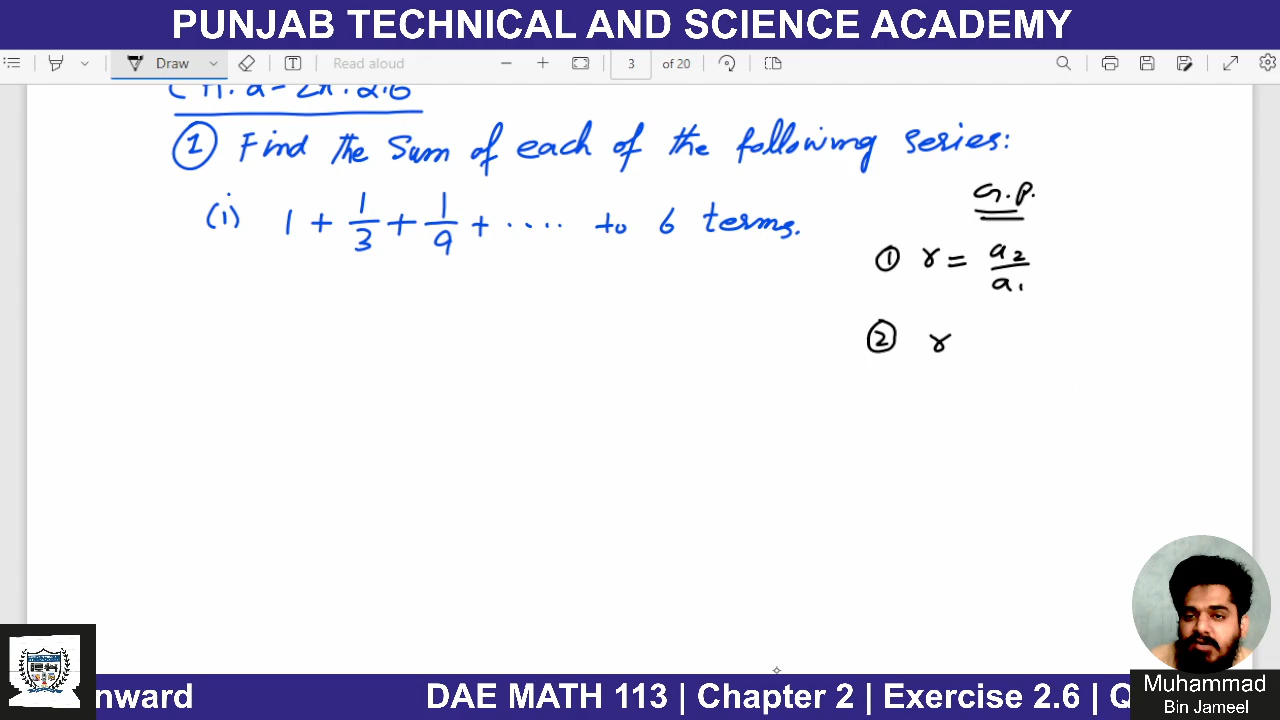 PUNJAB TECHNICAL AND SCIENCE ACADEMY
Draw
Read aloud
3 of 20
① Find the Sum of each of the following series:
(i) 1 + 1/3 + 1/9 + ···· to 6 terms.
G.P.
① r = a₂/a₁
② r
nward
DAE MATH 113 | Chapter 2 | Exercise 2.6 | Q
Muhammad
Bin Jameel